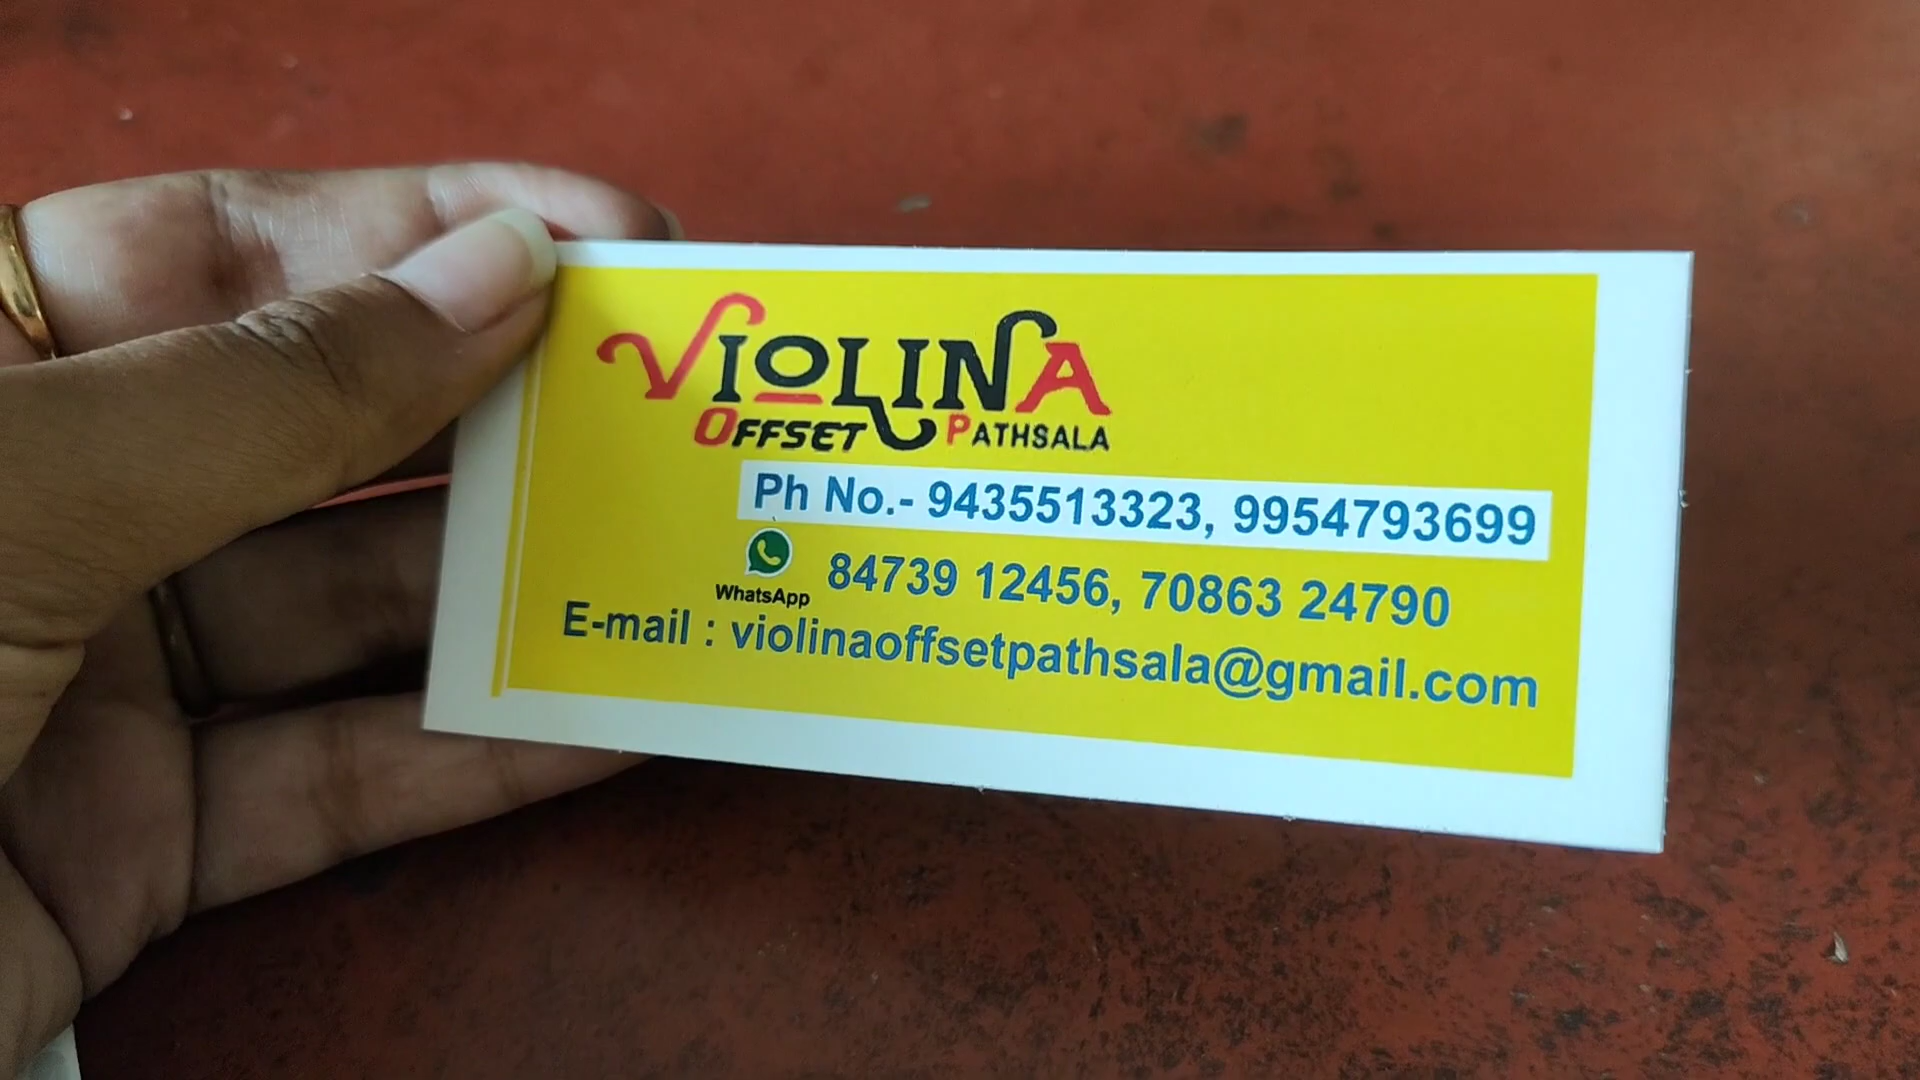 VIOLINA
OFFSET PATHSALA
Ph No.- 9435513323, 9954793699
WhatsApp 84739 12456, 70863 24790
E-mail : violinaoffsetpathsala@gmail.com